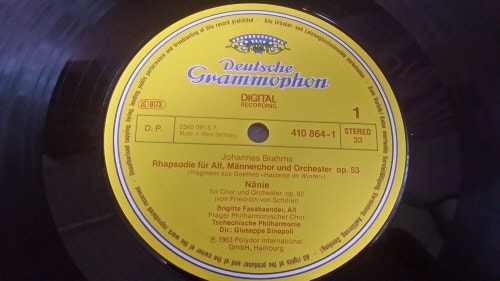 Deutsche
Grammophon
DIGITAL
RECORDING
1
D. P.
Made in West Germany
410 864-1
STEREO
33
Johannes Brahms
Rhapsodie für Alt, Männerchor und Orchester op. 53
(Fragment aus Goethes »Harzreise im Winter«)
Nänie
für Chor und Orchester op. 82
(von Friedrich von Schiller)
Brigitte Fassbaender, Alt
Prager Philharmonischer Chor
Tschechische Philharmonie
Dir.: Giuseppe Sinopoli
℗ 1983 Polydor International
GmbH, Hamburg